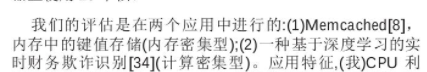 我们的评估是在两个应用中进行的:(1)Memcached[8],
内存中的键值存储(内存密集型);(2)一种基于深度学习的实
时财务欺诈识别[34](计算密集型)。应用特征,(我)CPU 利